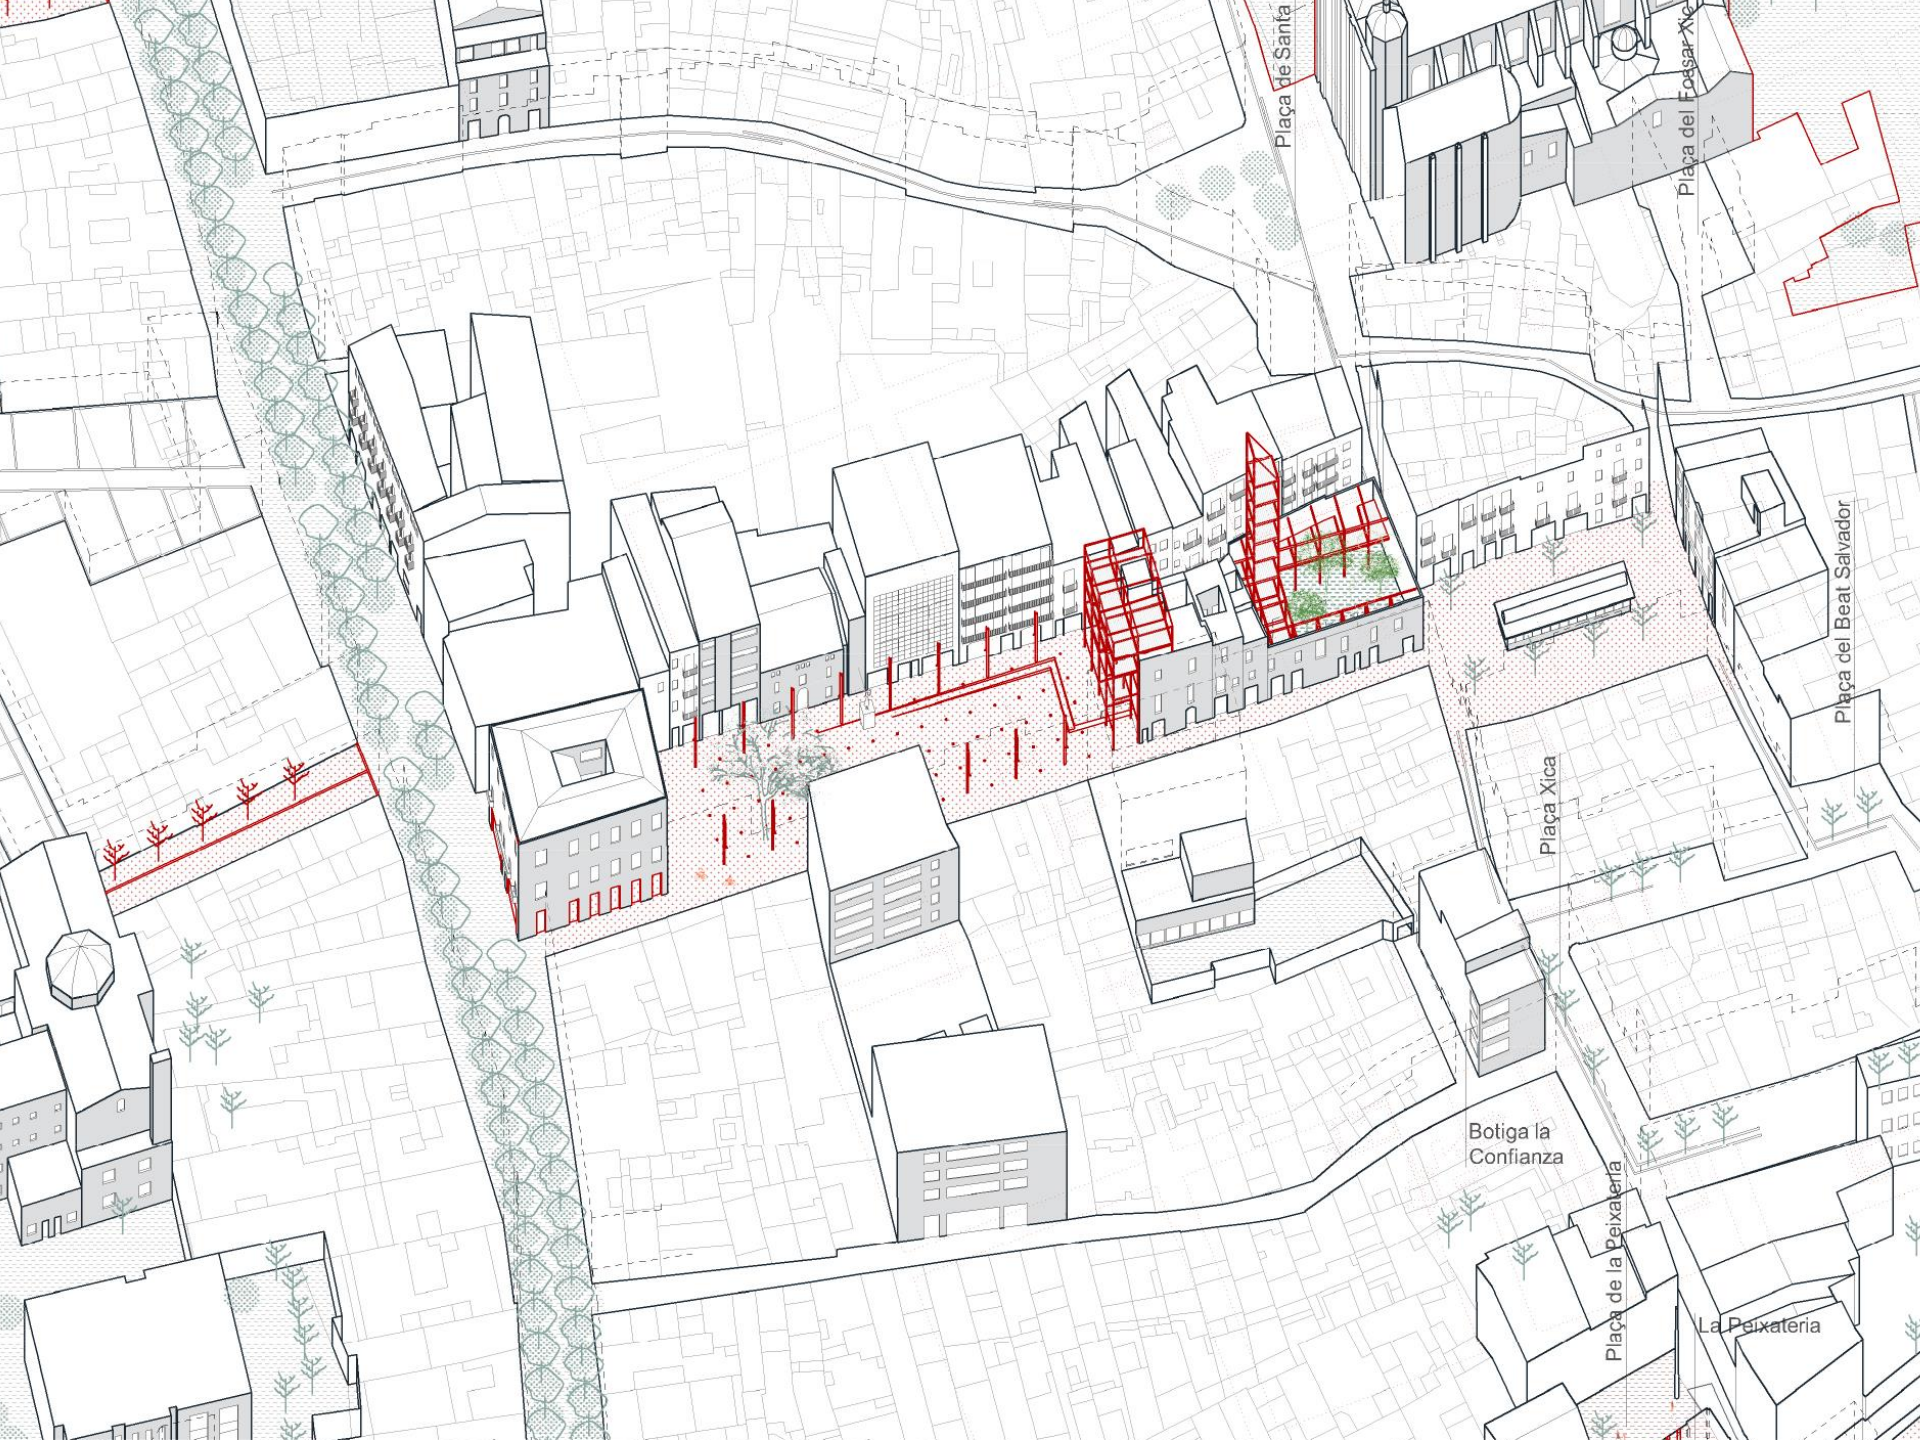 Plaça de Santa
Plaça del Fossar Xic
Plaça del Beat Salvador
Plaça Xica
Botiga la
Confianza
Plaça de la Peixateria
La Peixateria